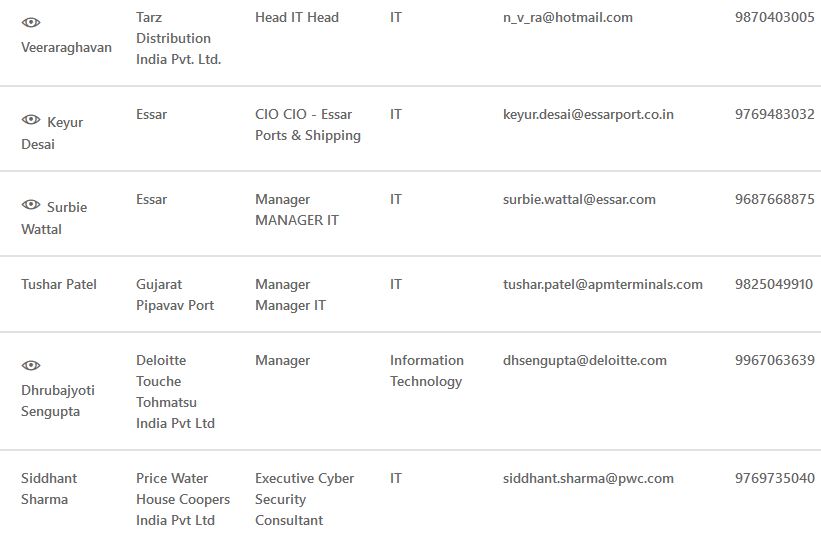 Veeraraghavan
Tarz
Distribution
India Pvt. Ltd.
Head IT Head
IT
n_v_ra@hotmail.com
9870403005
Keyur
Desai
Essar
CIO CIO - Essar
Ports & Shipping
IT
keyur.desai@essarport.co.in
9769483032
Surbie
Wattal
Essar
Manager
MANAGER IT
IT
surbie.wattal@essar.com
9687668875
Tushar Patel
Gujarat
Pipavav Port
Manager
Manager IT
IT
tushar.patel@apmterminals.com
9825049910
Dhrubajyoti
Sengupta
Deloitte
Touche
Tohmatsu
India Pvt Ltd
Manager
Information
Technology
dhsengupta@deloitte.com
9967063639
Siddhant
Sharma
Price Water
House Coopers
India Pvt Ltd
Executive Cyber
Security
Consultant
IT
siddhant.sharma@pwc.com
9769735040